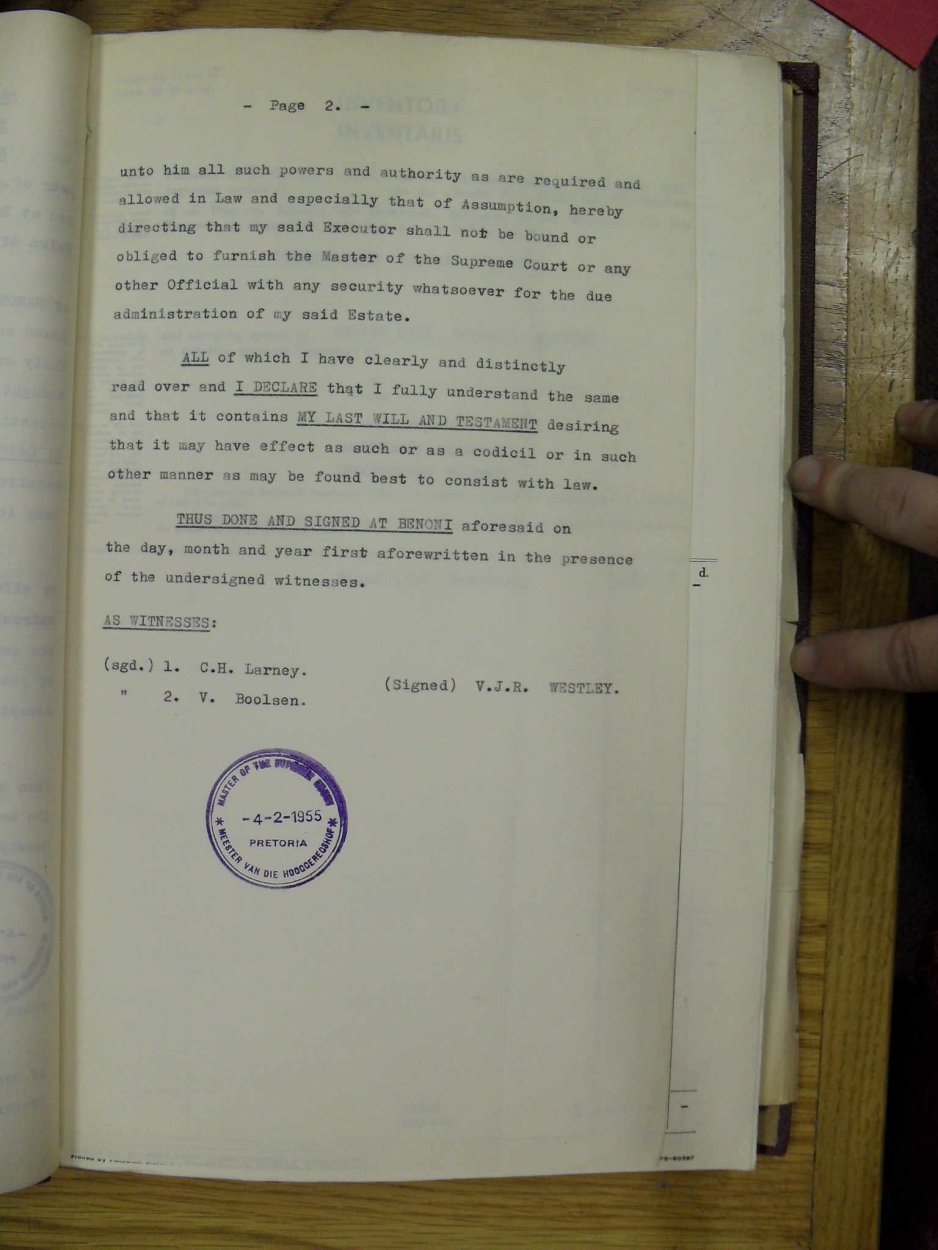 - Page 2. -
INVENTORY
INVENTARIS
unto him all such powers and authority as are required and
allowed in Law and especially that of Assumption, hereby
directing that my said Executor shall not be bound or
obliged to furnish the Master of the Supreme Court or any
other Official with any security whatsoever for the due
administration of my said Estate.
ALL of which I have clearly and distinctly
read over and I DECLARE that I fully understand the same
and that it contains MY LAST WILL AND TESTAMENT desiring
that it may have effect as such or as a codicil or in such
other manner as may be found best to consist with law.
THUS DONE AND SIGNED AT BENONI aforesaid on
the day, month and year first aforewritten in the presence
of the undersigned witnesses.
d.
AS WITNESSES:
(sgd.) 1. C.H. Larney.
(Signed) V.J.R. WESTLEY.
" 2. V. Boolsen.
MASTER OF THE SUPREME COURT
-4-2-1955
PRETORIA
MEESTER VAN DIE HOOGGEREGSHOF